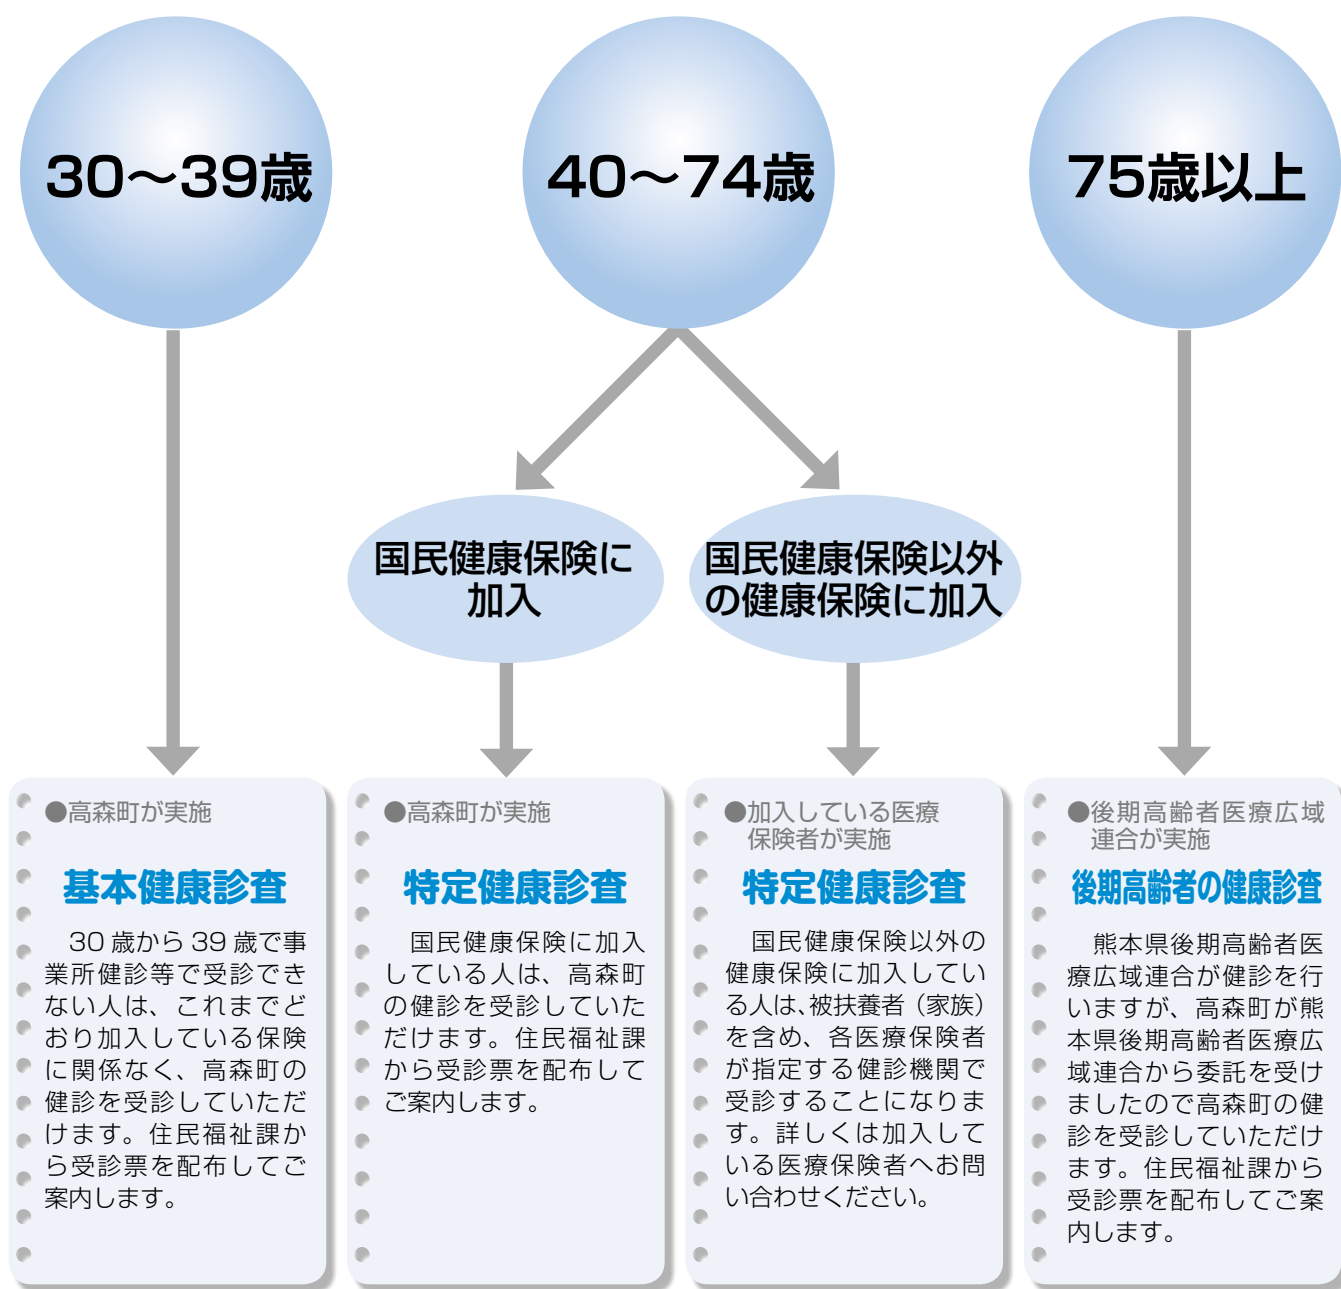 30～39歳
40～74歳
75歳以上
国民健康保険に
加入
国民健康保険以外
の健康保険に加入
●高森町が実施
基本健康診査
30歳から39歳で事
業所健診等で受診でき
ない人は、これまでど
おり加入している保険
に関係なく、高森町の
健診を受診していただ
けます。住民福祉課か
ら受診票を配布してご
案内します。
●高森町が実施
特定健康診査
国民健康保険に加入
している人は、高森町
の健診を受診していた
だけます。住民福祉課
から受診票を配布して
ご案内します。
●加入している医療
保険者が実施
特定健康診査
国民健康保険以外の
健康保険に加入してい
る人は、被扶養者（家族）
を含め、各医療保険者
が指定する健診機関で
受診することになりま
す。詳しくは加入して
いる医療保険者へお問
い合わせください。
●後期高齢者医療広域
連合が実施
後期高齢者の健康診査
熊本県後期高齢者医
療広域連合が健診を行
いますが、高森町が熊
本県後期高齢者医療広
域連合から委託を受け
ましたので高森町の健
診を受診していただけ
ます。住民福祉課から
受診票を配布してご案
内します。